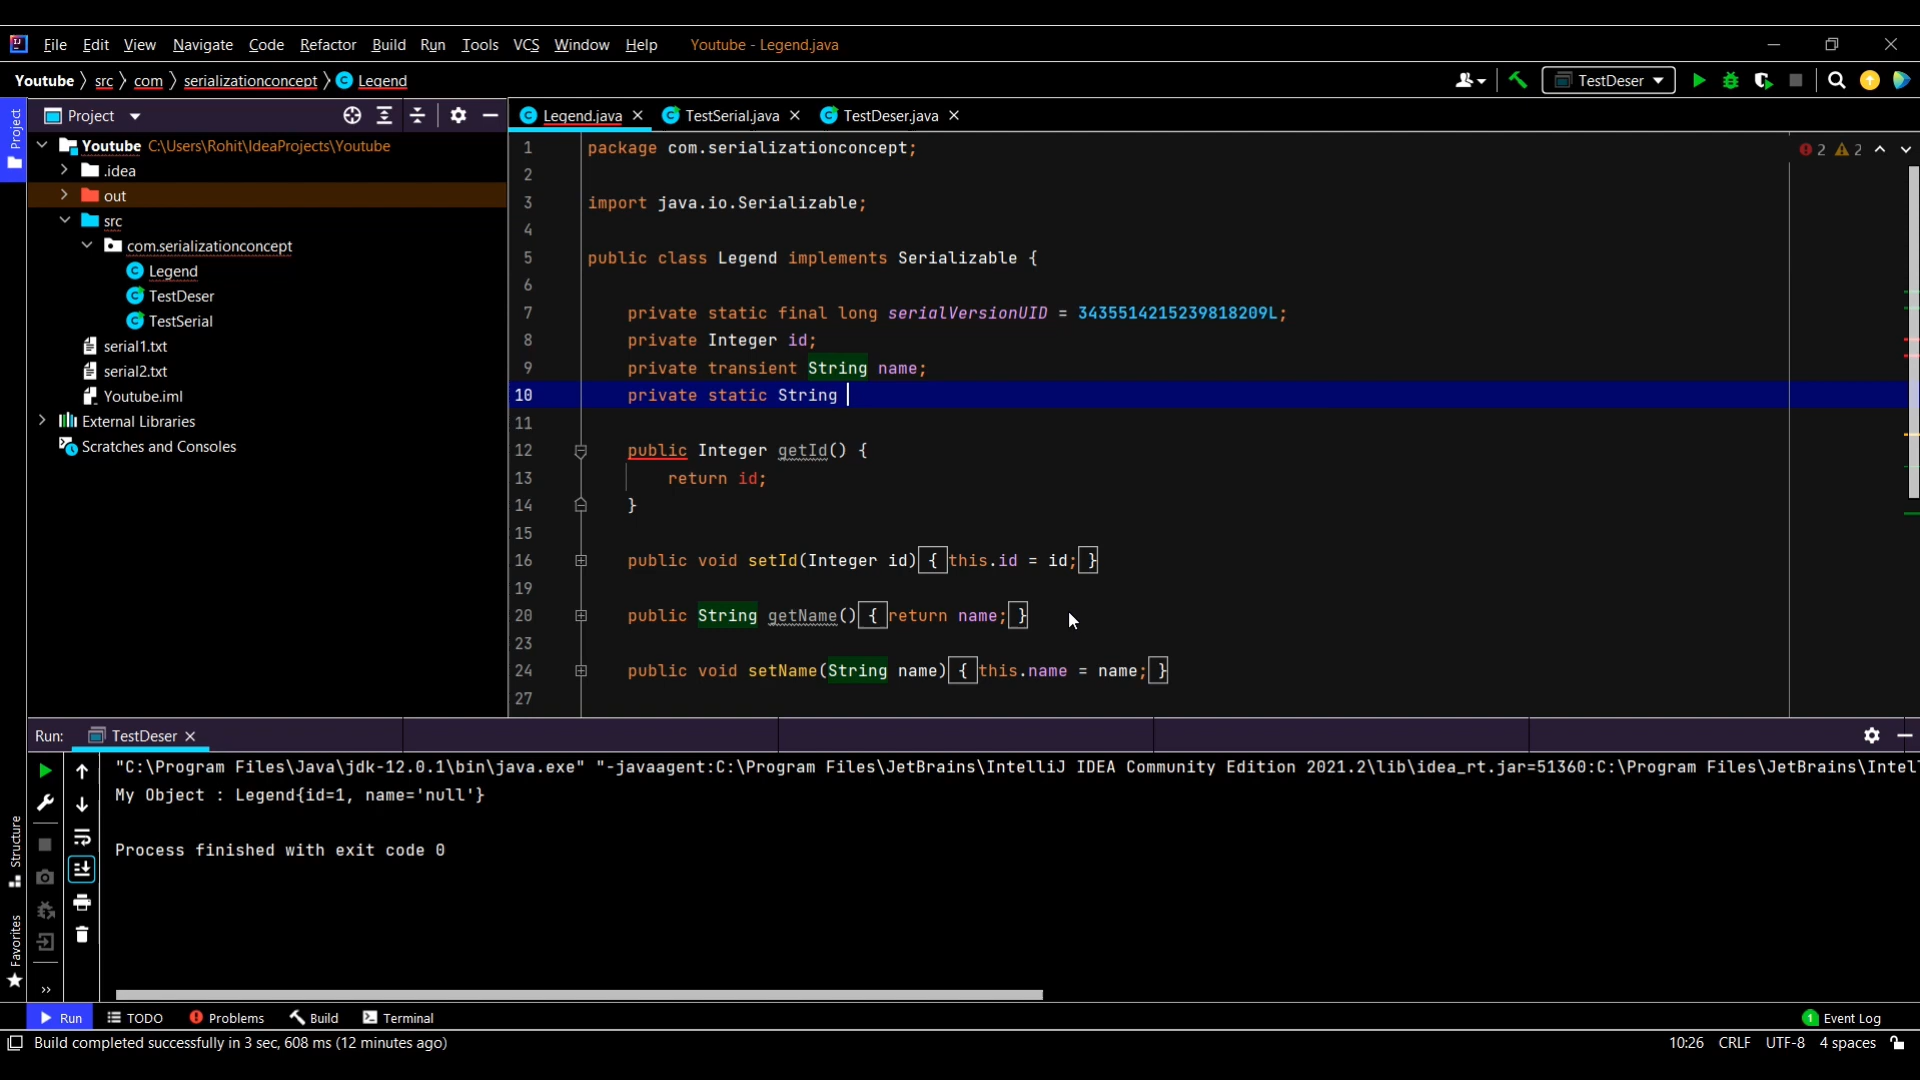 File Edit View Navigate Code Refactor Build Run Tools VCS Window Help Youtube - Legend.java
Youtube src com serializationconcept Legend TestDeser
Project Legend.java TestSerial.java TestDeser.java
Project
Youtube C:\Users\Rohit\IdeaProjects\Youtube
.idea
out
src
com.serializationconcept
Legend
TestDeser
TestSerial
serial1.txt
serial2.txt
Youtube.iml
External Libraries
Scratches and Consoles
2 2
1 package com.serializationconcept;
2
3 import java.io.Serializable;
4
5 public class Legend implements Serializable {
6
7 private static final long serialVersionUID = 3435514215239818209L;
8 private Integer id;
9 private transient String name;
10 private static String
11
12 public Integer getId() {
13 return id;
14 }
15
16 public void setId(Integer id) { this.id = id; }
19
20 public String getName() { return name; }
23
24 public void setName(String name) { this.name = name; }
27
Run: TestDeser
"C:\Program Files\Java\jdk-12.0.1\bin\java.exe" "-javaagent:C:\Program Files\JetBrains\IntelliJ IDEA Community Edition 2021.2\lib\idea_rt.jar=51360:C:\Program Files\JetBrains\Intel
My Object : Legend{id=1, name='null'}
Process finished with exit code 0
Structure
Favorites
Run TODO Problems Build Terminal 1 Event Log
Build completed successfully in 3 sec, 608 ms (12 minutes ago) 10:26 CRLF UTF-8 4 spaces